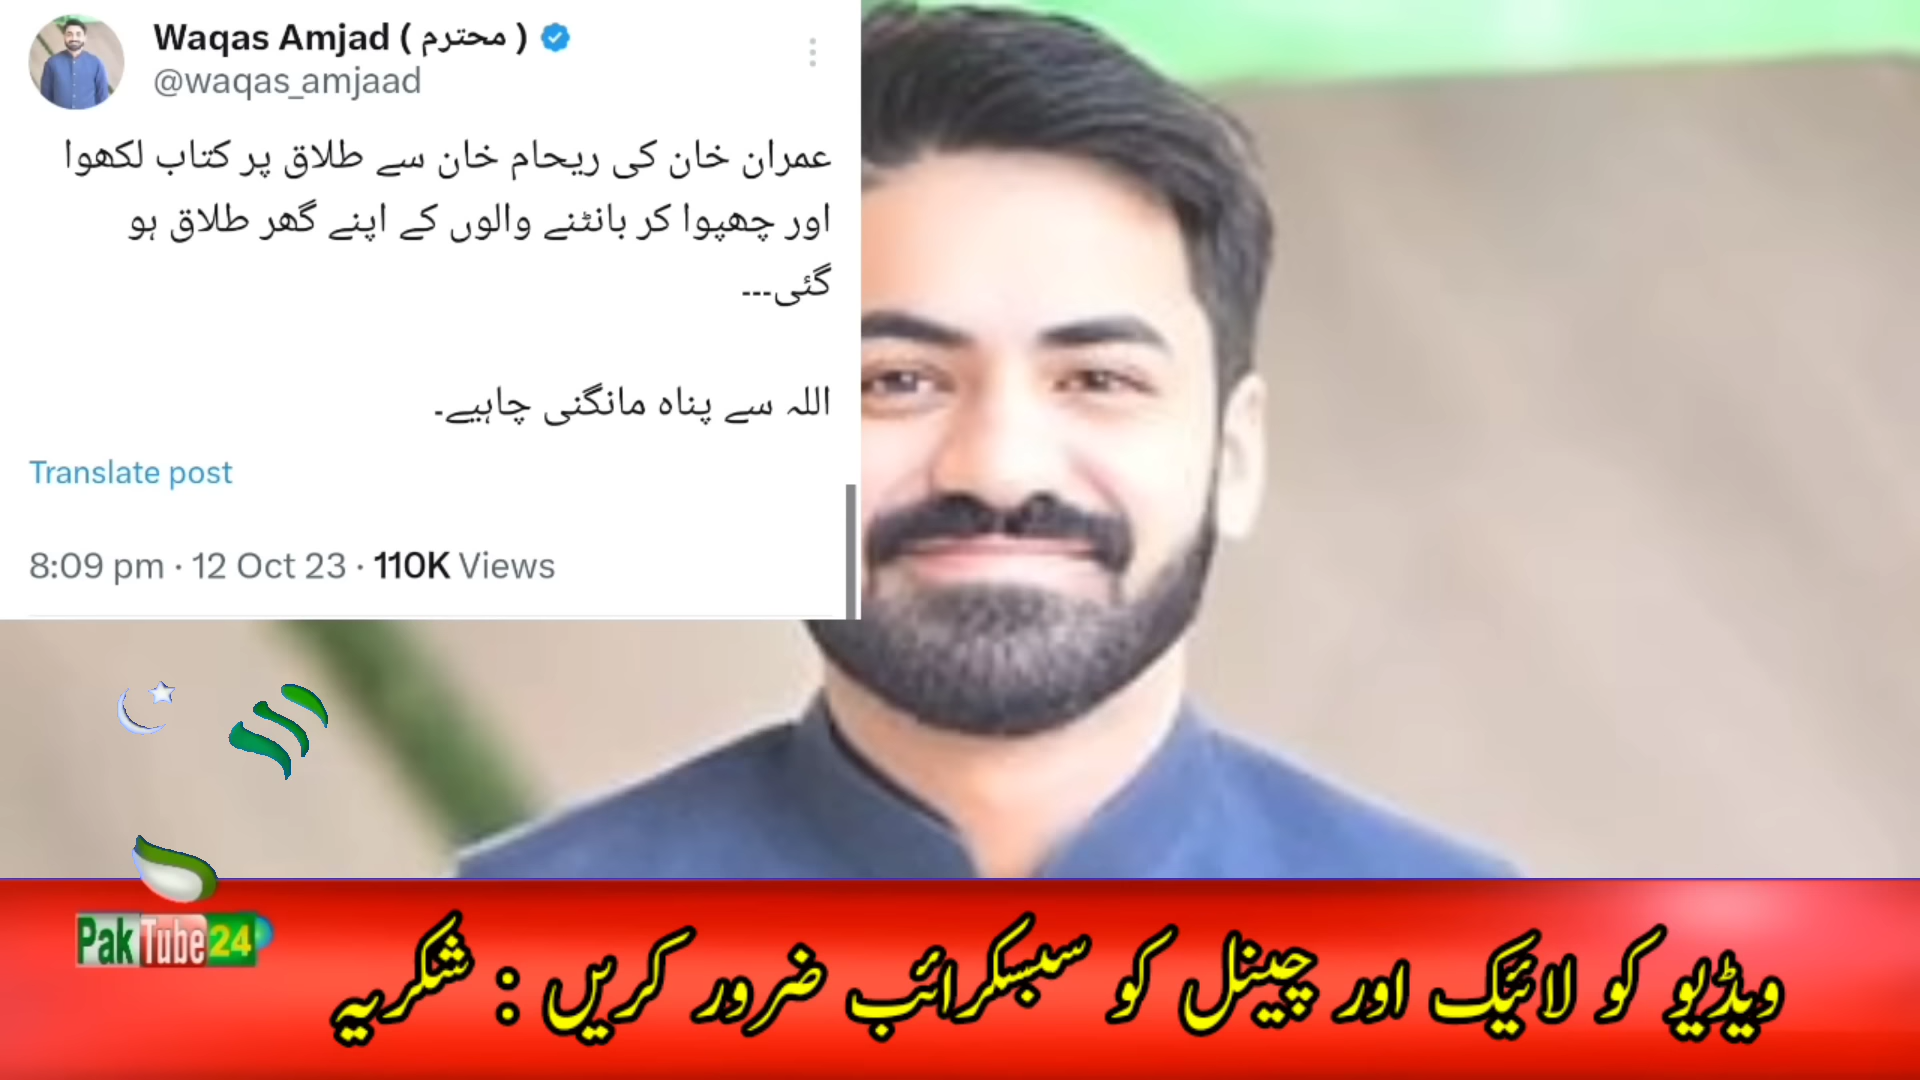 Waqas Amjad ( محترم )
@waqas_amjaad
عمران خان کی ریحام خان سے طلاق پر کتاب لکھوا
اور چھپوا کر بانٹنے والوں کے اپنے گھر طلاق ہو
گئی---
اللہ سے پناہ مانگنی چاہیے۔
Translate post
8:09 pm · 12 Oct 23 · 110K Views
PakTube24
ویڈیو کو لائیک اور چینل کو سبسکرائب ضرور کریں : شکریہ